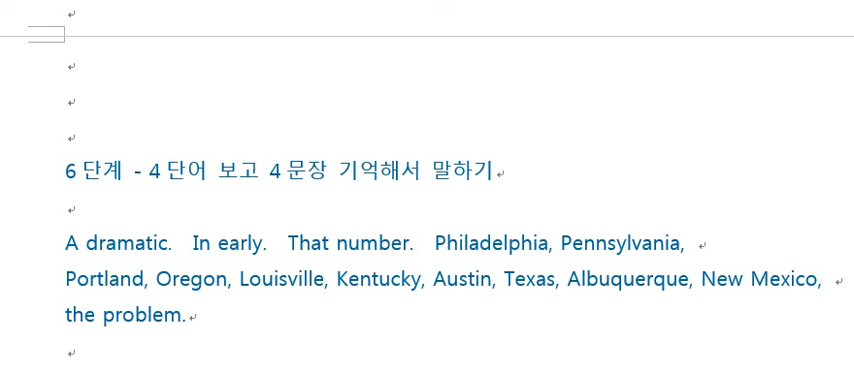 6단계 - 4단어 보고 4문장 기억해서 말하기
A dramatic. In early. That number. Philadelphia, Pennsylvania,
Portland, Oregon, Louisville, Kentucky, Austin, Texas, Albuquerque, New Mexico,
the problem.